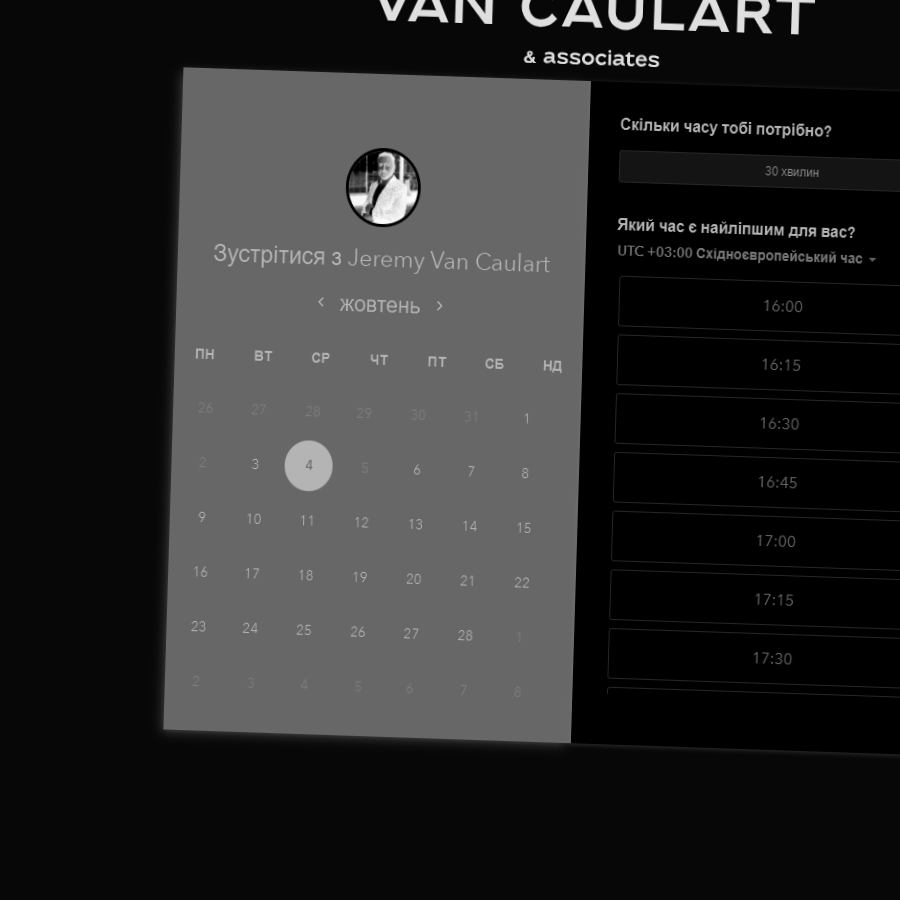 VAN CAULART
& associates
Зустрітися з Jeremy Van Caulart
жовтень
ПН ВТ СР ЧТ ПТ СБ НД
26 27 28 29 30 31 1
2 3 4 5 6 7 8
9 10 11 12 13 14 15
16 17 18 19 20 21 22
23 24 25 26 27 28 1
2 3 4 5 6 7 8
Скільки часу тобі потрібно?
30 хвилин
Який час є найліпшим для вас?
UTC +03:00 Східноєвропейський час
16:00
16:15
16:30
16:45
17:00
17:15
17:30